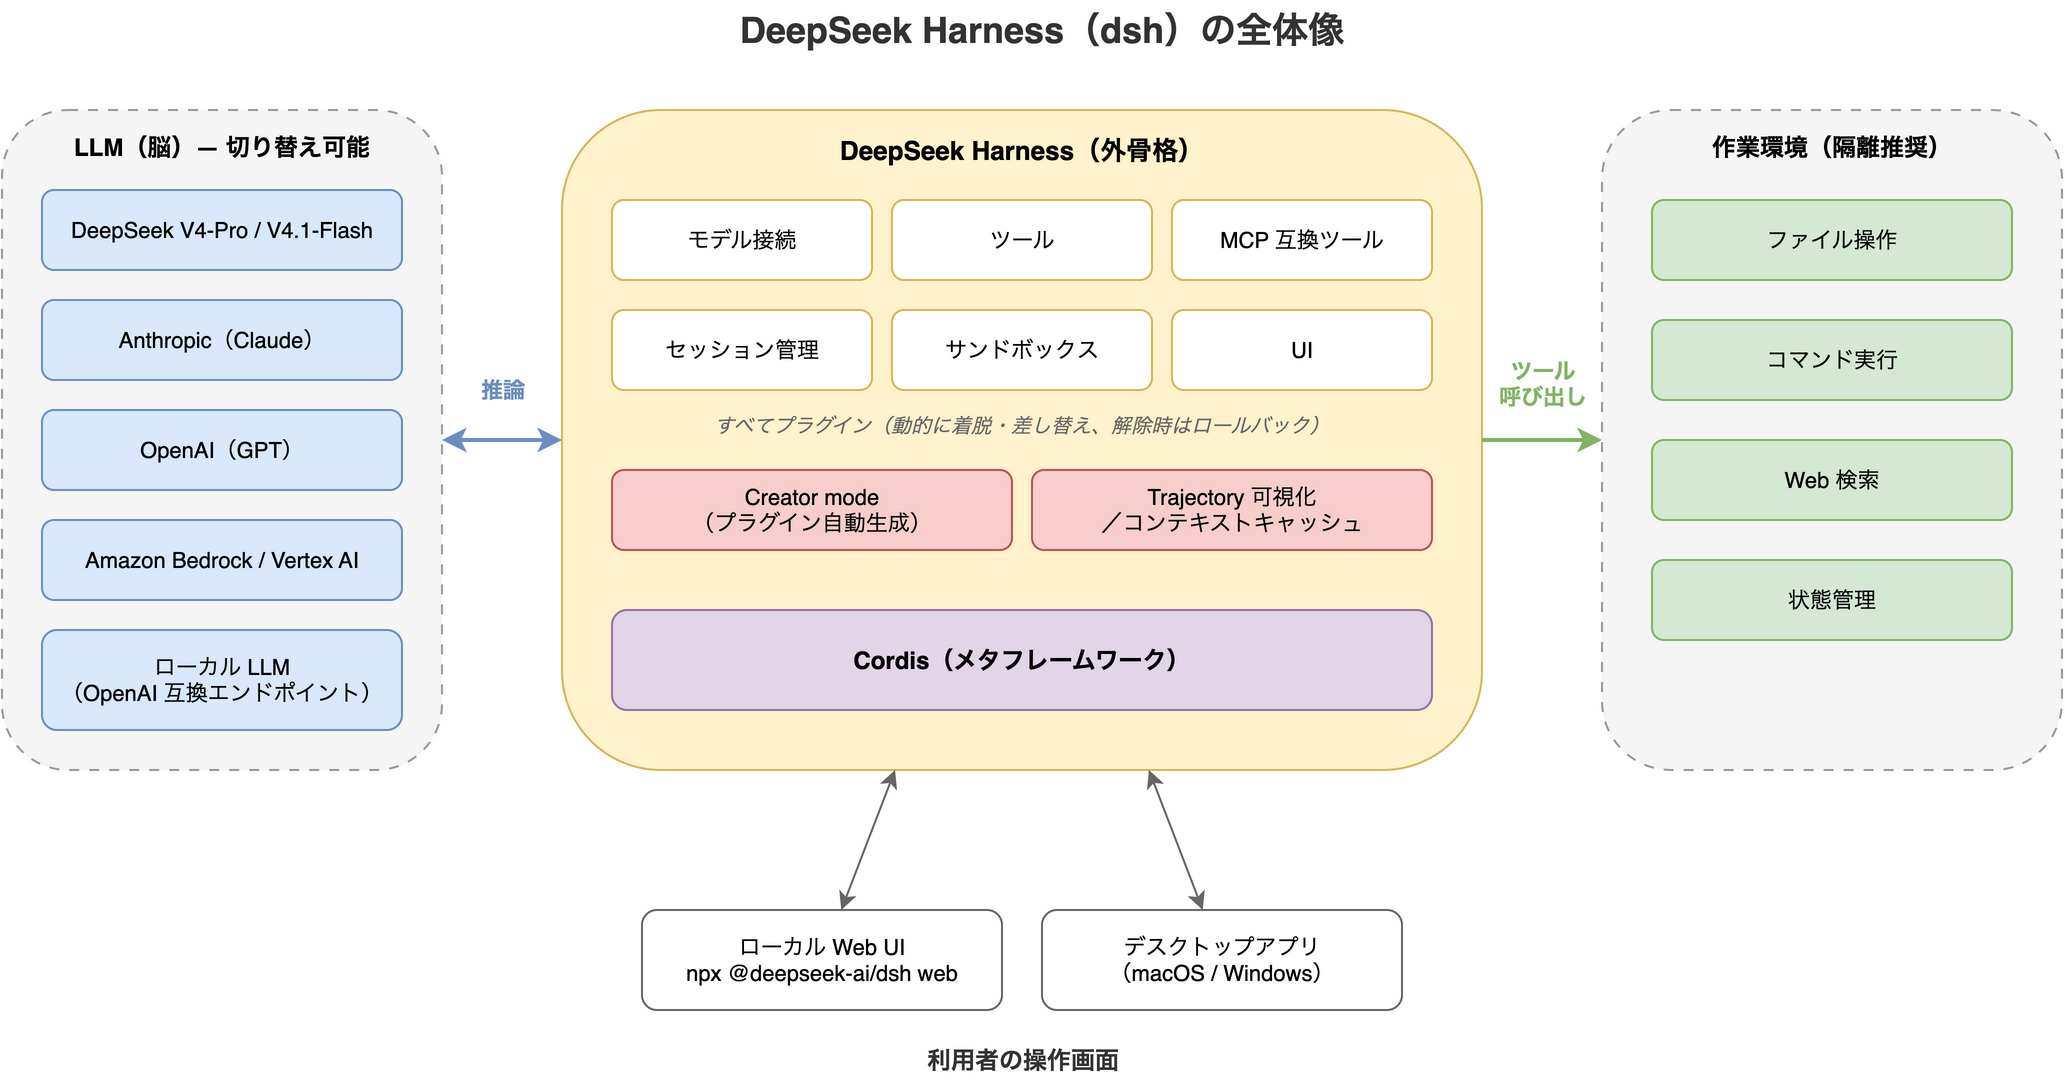 DeepSeek Harness（dsh）の全体像
LLM（脳）— 切り替え可能
DeepSeek V4-Pro / V4.1-Flash
Anthropic（Claude）
OpenAI（GPT）
Amazon Bedrock / Vertex AI
ローカル LLM
（OpenAI 互換エンドポイント）
推論
DeepSeek Harness（外骨格）
モデル接続
ツール
MCP 互換ツール
セッション管理
サンドボックス
UI
すべてプラグイン（動的に着脱・差し替え、解除時はロールバック）
Creator mode
（プラグイン自動生成）
Trajectory 可視化
／コンテキストキャッシュ
Cordis（メタフレームワーク）
ツール
呼び出し
作業環境（隔離推奨）
ファイル操作
コマンド実行
Web 検索
状態管理
ローカル Web UI
npx @deepseek-ai/dsh web
デスクトップアプリ
（macOS / Windows）
利用者の操作画面